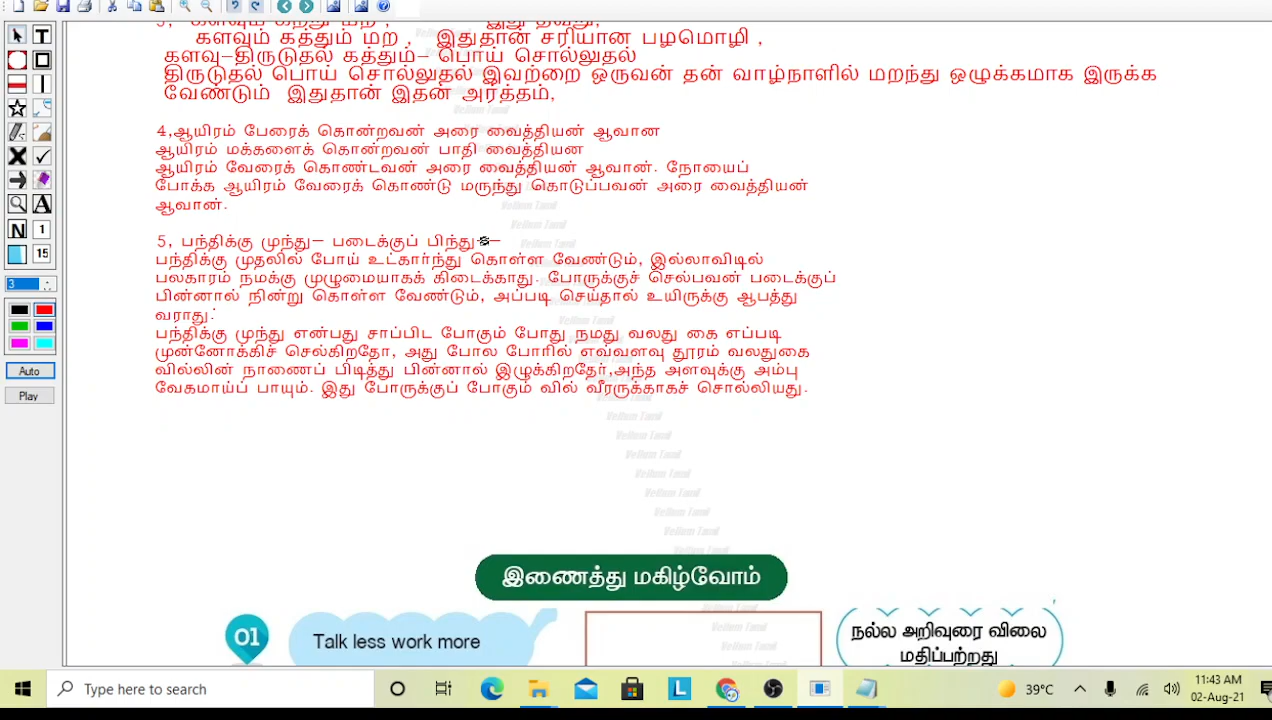 களவும் கத்தும் மற , இதுதான் சரியான பழமொழி ,
களவு-திருடுதல் கத்தும்- பொய் சொல்லுதல்
திருடுதல் பொய் சொல்லுதல் இவற்றை ஒருவன் தன் வாழ்நாளில் மறந்து ஒழுக்கமாக இருக்க
வேண்டும் இதுதான் இதன் அர்த்தம்,
4,ஆயிரம் பேரைக் கொன்றவன் அரை வைத்தியன் ஆவான
ஆயிரம் மக்களைக் கொன்றவன் பாதி வைத்தியன
ஆயிரம் வேரைக் கொண்டவன் அரை வைத்தியன் ஆவான். நோயைப்
போக்க ஆயிரம் வேரைக் கொண்டு மருந்து கொடுப்பவன் அரை வைத்தியன்
ஆவான்.
5, பந்திக்கு முந்து- படைக்குப் பிந்து-
பந்திக்கு முதலில் போய் உட்கார்ந்து கொள்ள வேண்டும், இல்லாவிடில்
பலகாரம் நமக்கு முழுமையாகக் கிடைக்காது. போருக்குச் செல்பவன் படைக்குப்
பின்னால் நின்று கொள்ள வேண்டும், அப்படி செய்தால் உயிருக்கு ஆபத்து
வராது:
பந்திக்கு முந்து என்பது சாப்பிட போகும் போது நமது வலது கை எப்படி
முன்னோக்கிச் செல்கிறதோ, அது போல போரில் எவ்வளவு தூரம் வலதுகை
வில்லின் நாணைப் பிடித்து பின்னால் இழுக்கிறதேர்,அந்த அளவுக்கு அம்பு
வேகமாய்ப் பாயும். இது போருக்குப் போகும் வில் வீரருக்காகச் சொல்லியது.
இணைத்து மகிழ்வோம்
01 Talk less work more
நல்ல அறிவுரை விலை
மதிப்பற்றது
3
Auto
Play
N 1
15
Type here to search
39°C
11:43 AM
02-Aug-21